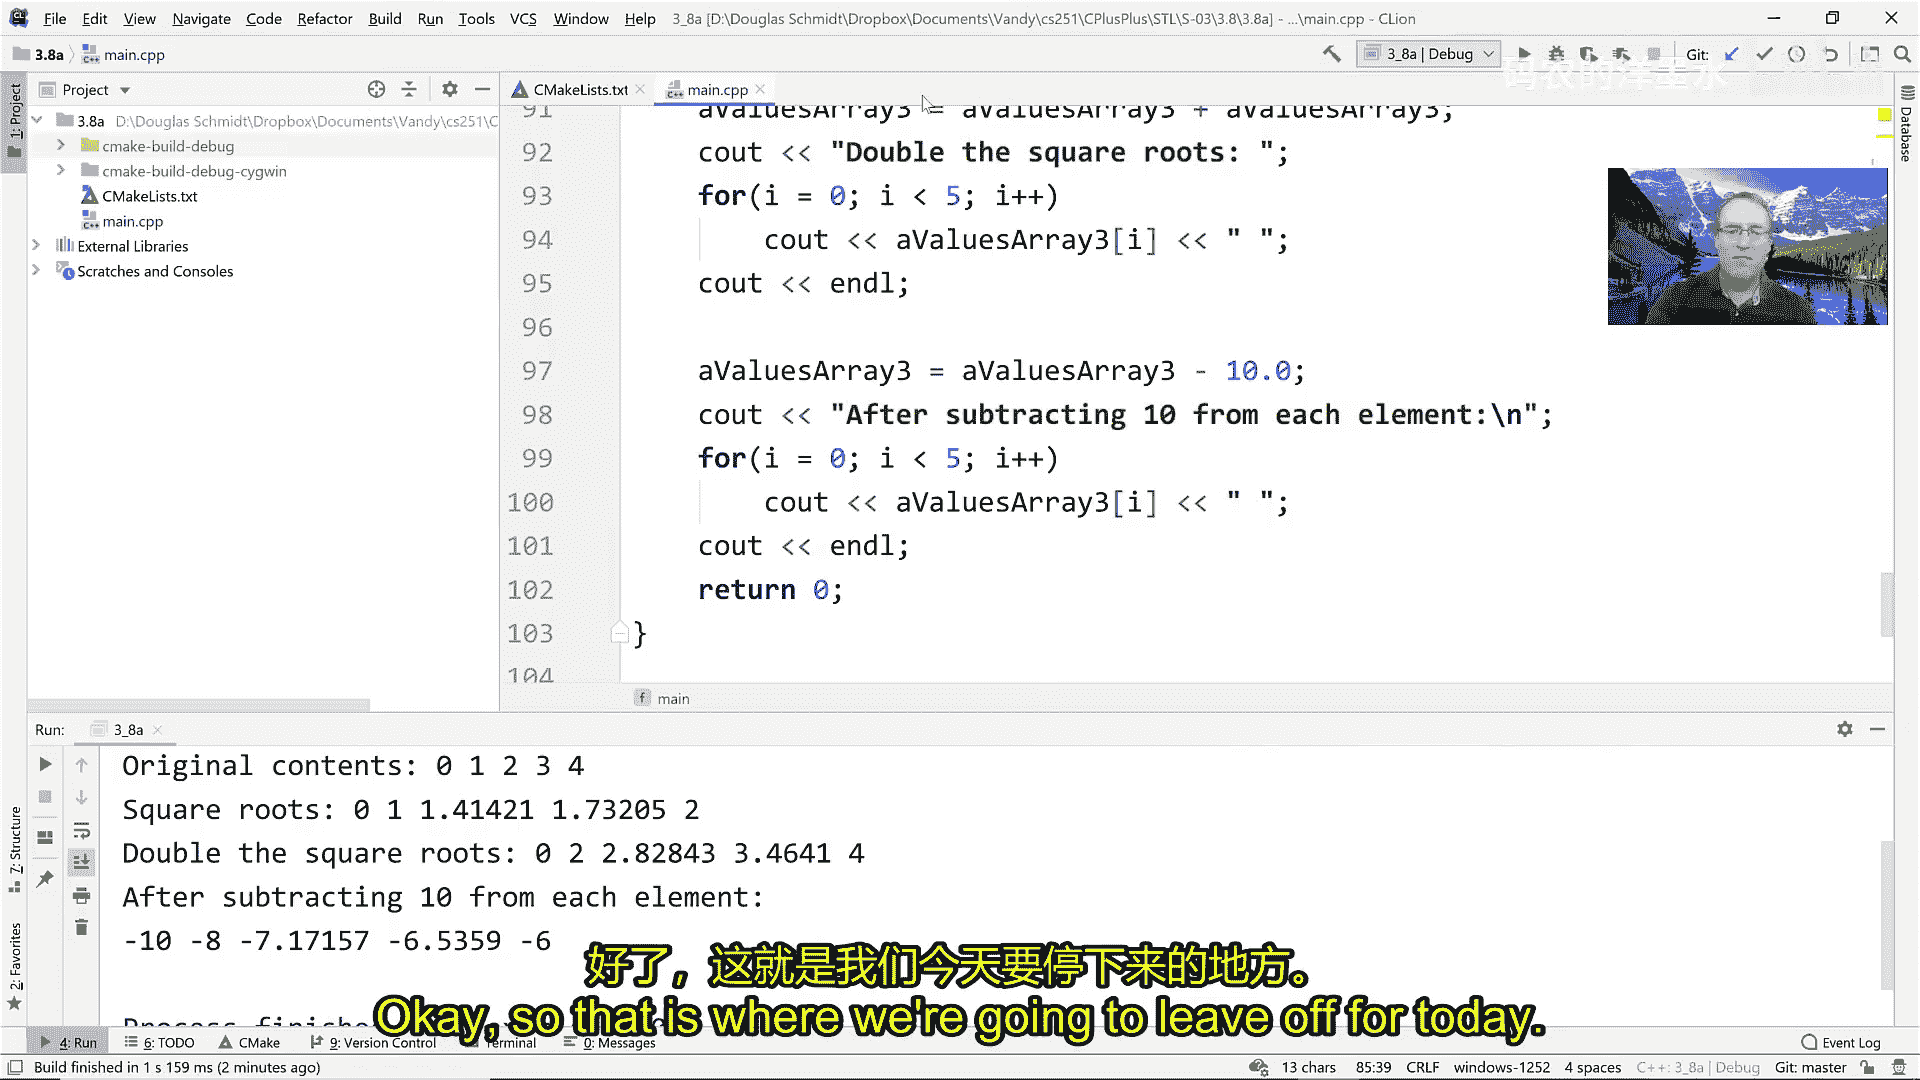 File Edit View Navigate Code Refactor Build Run Tools VCS Window Help 3_8a [D:\Douglas Schmidt\Dropbox\Documents\Vandy\cs251\CPlusPlus\STL\S-03\3.8\3.8a] - ...\main.cpp - CLion
3.8a main.cpp 3_8a | Debug Git:
Project CMakeLists.txt main.cpp
1: Project
Database
3.8a D:\Douglas Schmidt\Dropbox\Documents\Vandy\cs251\C
cmake-build-debug
cmake-build-debug-cygwin
CMakeLists.txt
main.cpp
External Libraries
Scratches and Consoles
91 aValuesArray3 = aValuesArray3 + aValuesArray3;
92 cout << "Double the square roots: ";
93 for(i = 0; i < 5; i++)
94 cout << aValuesArray3[i] << " ";
95 cout << endl;
96
97 aValuesArray3 = aValuesArray3 - 10.0;
98 cout << "After subtracting 10 from each element:\n";
99 for(i = 0; i < 5; i++)
100 cout << aValuesArray3[i] << " ";
101 cout << endl;
102 return 0;
103 }
104
f main
Run: 3_8a
Original contents: 0 1 2 3 4
Square roots: 0 1 1.41421 1.73205 2
Double the square roots: 0 2 2.82843 3.4641 4
After subtracting 10 from each element:
-10 -8 -7.17157 -6.5359 -6
7: Structure
2: Favorites
好了，这就是我们今天要停下来的地方。
Okay, so that is where we're going to leave off for today.
Process finished
4: Run 6: TODO CMake 9: Version Control Terminal 0: Messages Event Log
Build finished in 1 s 159 ms (2 minutes ago) 13 chars 85:39 CRLF windows-1252 4 spaces C++: 3_8a | Debug Git: master